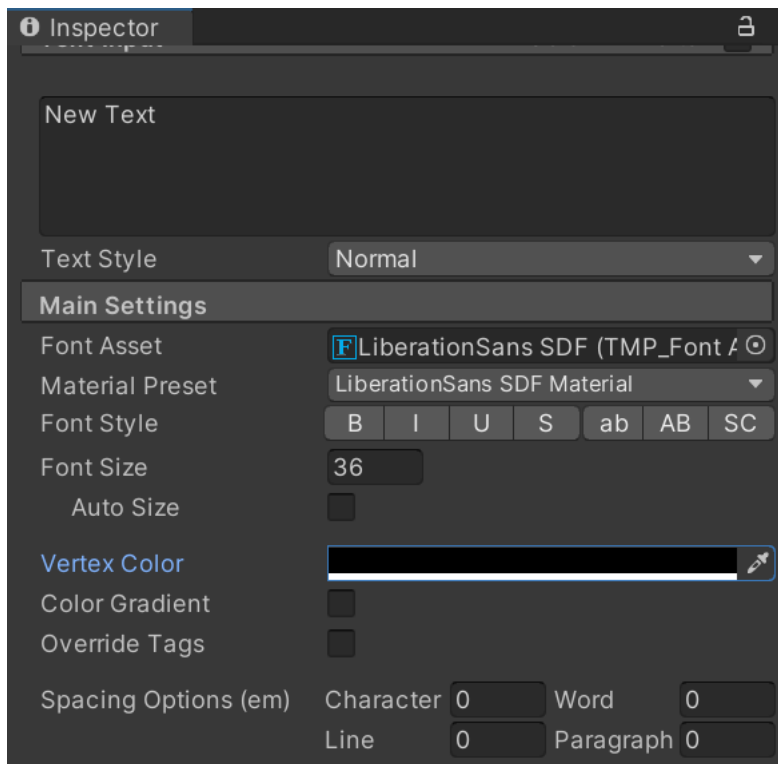 Inspector
New Text
Text Style Normal
Main Settings
Font Asset FLiberationSans SDF (TMP_Font A
Material Preset LiberationSans SDF Material
Font Style B I U S ab AB SC
Font Size 36
Auto Size
Vertex Color
Color Gradient
Override Tags
Spacing Options (em) Character 0 Word 0
Line 0 Paragraph 0